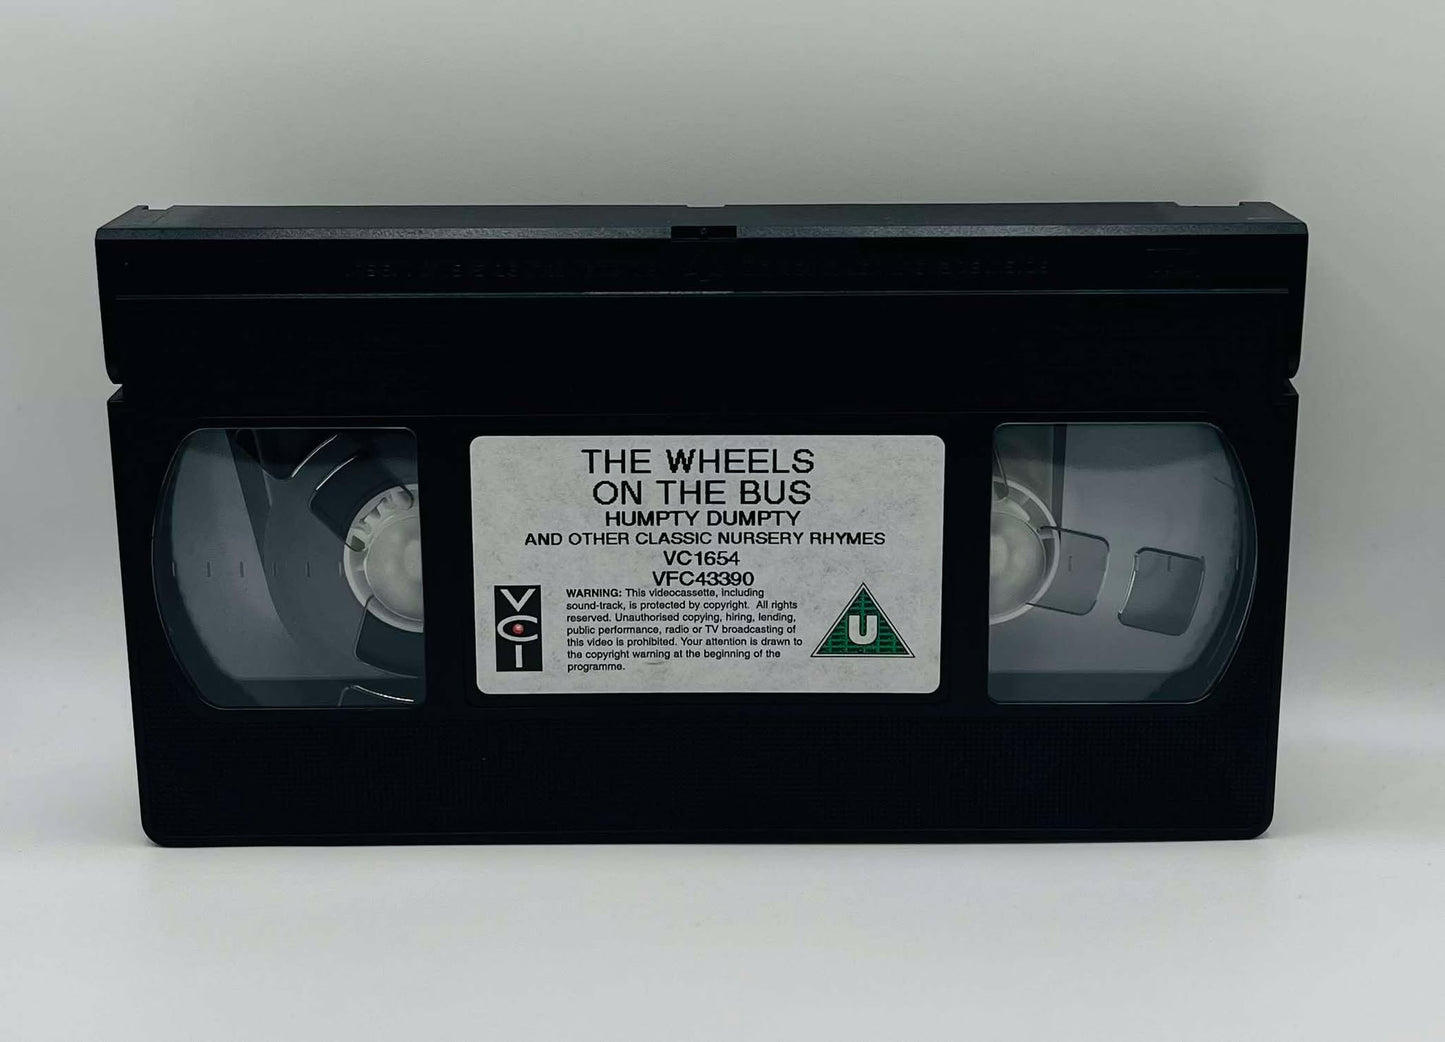 THE WHEELS
ON THE BUS
HUMPTY DUMPTY
AND OTHER CLASSIC NURSERY RHYMES
VC1654
VFC43390
VCI
WARNING: This videocassette, including
sound-track, is protected by copyright. All rights
reserved. Unauthorised copying, hiring, lending,
public performance, radio or TV broadcasting of
this video is prohibited. Your attention is drawn to
the copyright warning at the beginning of the
programme.
U